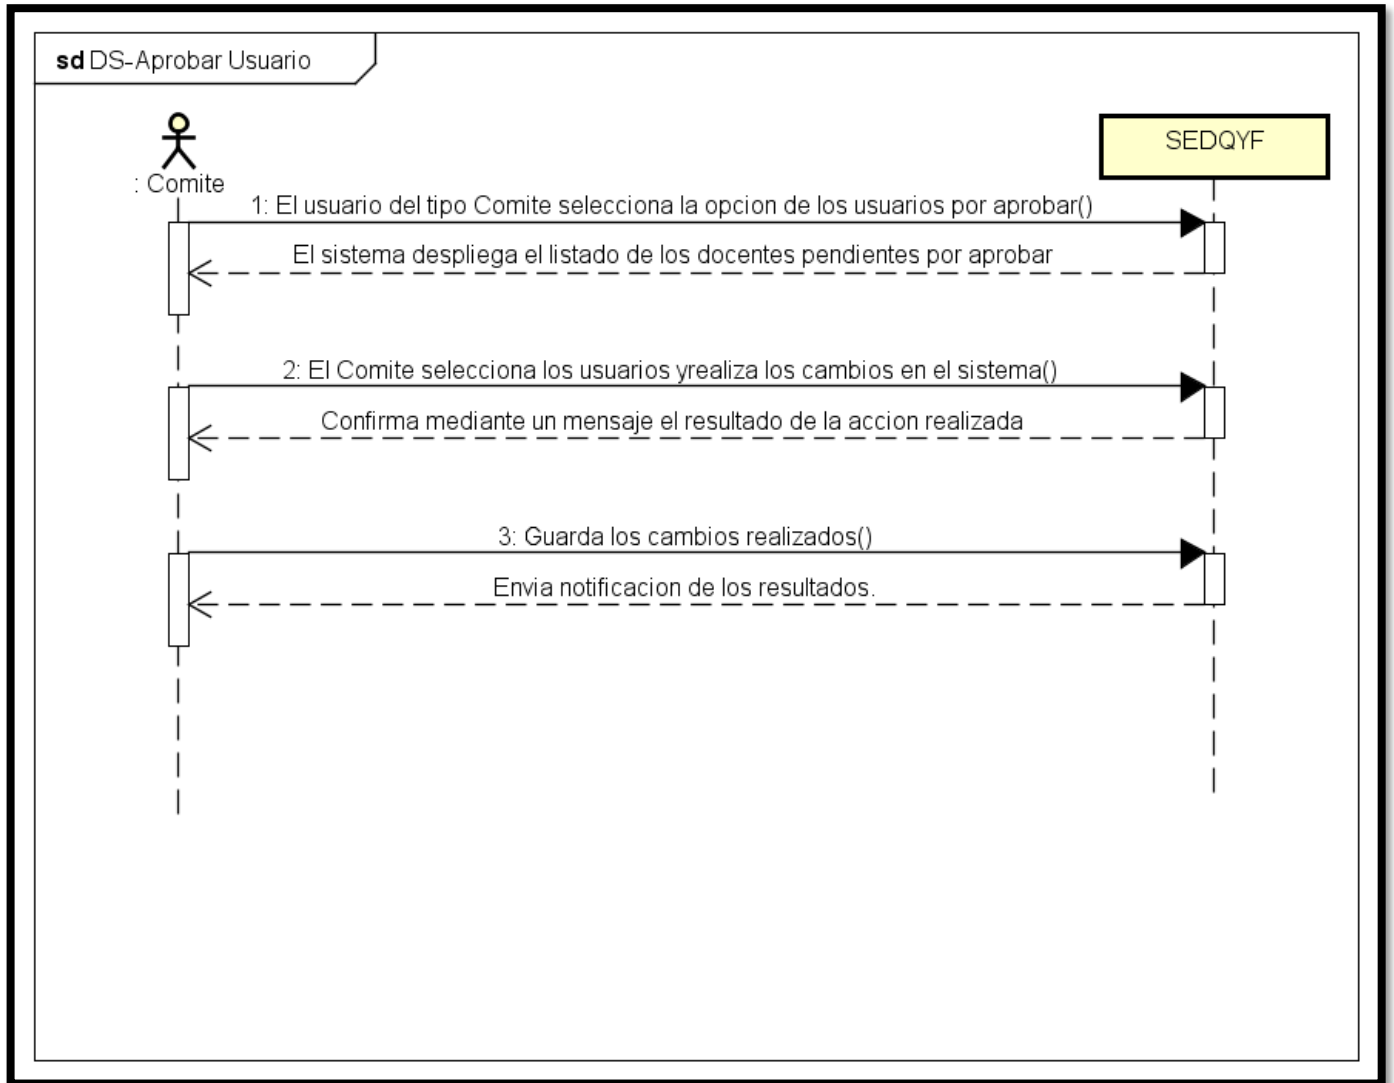 sd DS-Aprobar Usuario
: Comite
SEDQYF
1: El usuario del tipo Comite selecciona la opcion de los usuarios por aprobar()
El sistema despliega el listado de los docentes pendientes por aprobar
2: El Comite selecciona los usuarios yrealiza los cambios en el sistema()
Confirma mediante un mensaje el resultado de la accion realizada
3: Guarda los cambios realizados()
Envia notificacion de los resultados.